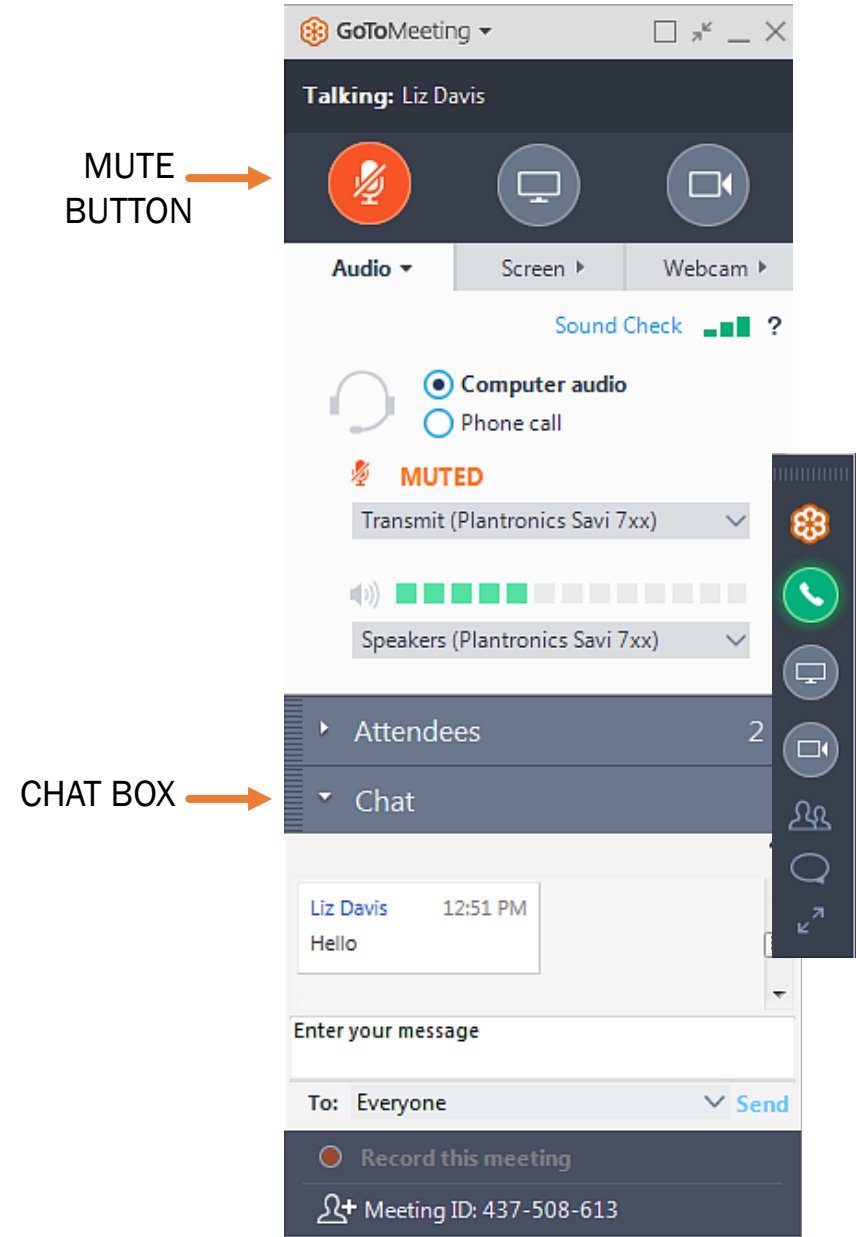 GoToMeeting
Talking: Liz Davis
MUTE
BUTTON
Audio Screen Webcam
Sound Check ?
Computer audio
Phone call
MUTED
Transmit (Plantronics Savi 7xx)
Speakers (Plantronics Savi 7xx)
Attendees 2
CHAT BOX
Chat
Liz Davis 12:51 PM
Hello
Enter your message
To: Everyone Send
Record this meeting
Meeting ID: 437-508-613